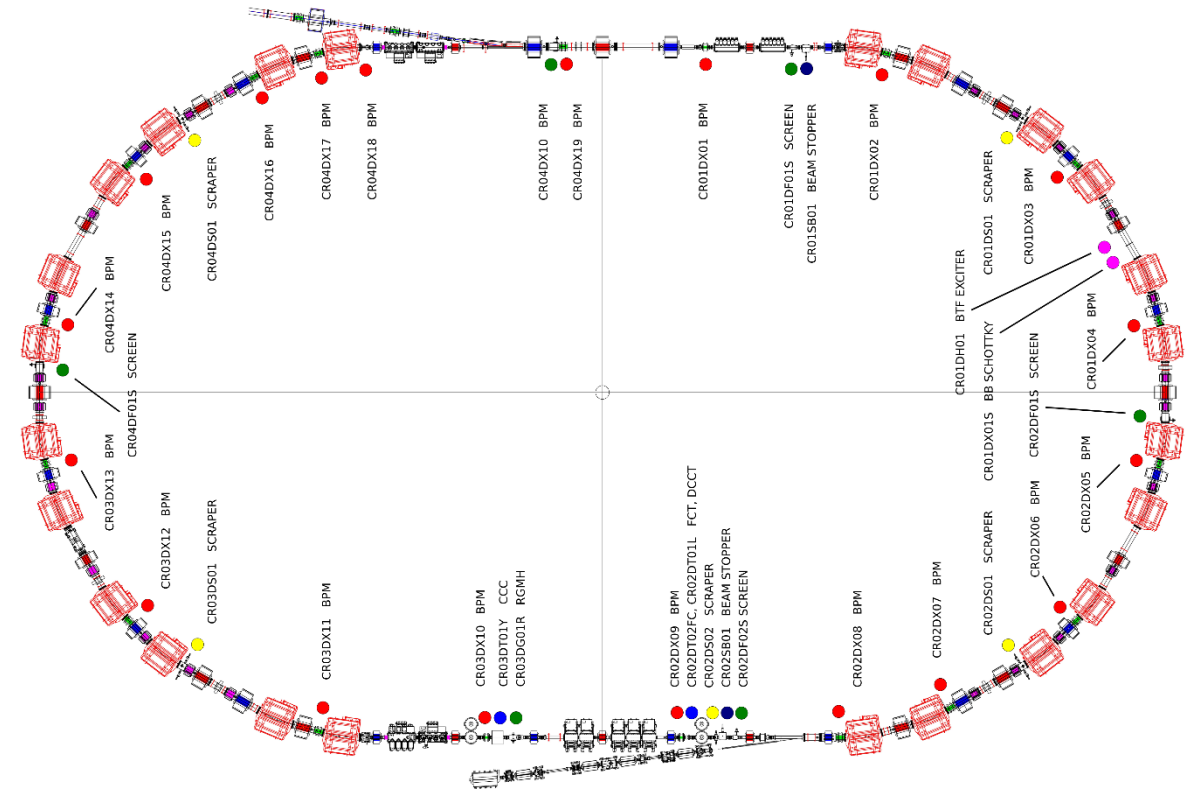 CR04DX15 BPM
CR04DS01 SCRAPER
CR04DX16 BPM
CR04DX17 BPM
CR04DX18 BPM
CR04DX10 BPM
CR04DX19 BPM
CR01DX01 BPM
CR01DF01S SCREEN
CR01SB01 BEAM STOPPER
CR01DX02 BPM
CR01DS01 SCRAPER
CR01DX03 BPM
CR04DX14 BPM
CR04DF01S SCREEN
CR01DH01 BTF EXCITER
CR01DX01S BB SCHOTTKY
CR02DF01S SCREEN
CR01DX04 BPM
CR03DX13 BPM
CR03DX12 BPM
CR03DS01 SCRAPER
CR03DX11 BPM
CR03DX10 BPM
CR03DT01Y CCC
CR03DG01R RGMH
CR02DX09 BPM
CR02DT02FC, CR02DT01L FCT, DCCT
CR02DS02 SCRAPER
CR02SB01 BEAM STOPPER
CR02DF02S SCREEN
CR02DX08 BPM
CR02DX07 BPM
CR02DS01 SCRAPER
CR02DX06 BPM
CR02DX05 BPM